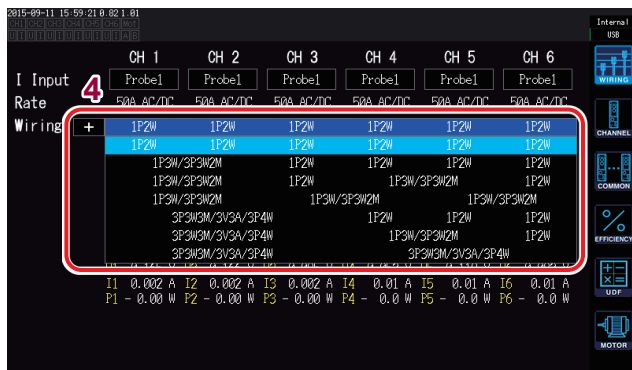 2015-09-11 15:59:21 0.82 1.01
CH1 CH2 CH3 CH4 CH5 CH6 Mot
U I U I U I U I U I U I A B
Internal
USB
CH 1 CH 2 CH 3 CH 4 CH 5 CH 6
I Input Probe1 Probe1 Probe1 Probe1 Probe1 Probe1
4
Rate 50A AC/DC 50A AC/DC 50A AC/DC 50A AC/DC 50A AC/DC 50A AC/DC
Wiring + 1P2W 1P2W 1P2W 1P2W 1P2W 1P2W
1P2W 1P2W 1P2W 1P2W 1P2W 1P2W
1P3W/3P3W2M 1P2W 1P2W 1P2W 1P2W
1P3W/3P3W2M 1P2W 1P3W/3P3W2M 1P2W
1P3W/3P3W2M 1P3W/3P3W2M 1P3W/3P3W2M
3P3W3M/3V3A/3P4W 1P2W 1P2W 1P2W
3P3W3M/3V3A/3P4W 1P3W/3P3W2M 1P2W
3P3W3M/3V3A/3P4W 3P3W3M/3V3A/3P4W
I1 0.002 A I2 0.002 A I3 0.002 A I4 0.01 A I5 0.01 A I6 0.01 A
P1 - 0.00 W P2 - 0.00 W P3 - 0.00 W P4 - 0.0 W P5 - 0.0 W P6 - 0.0 W
WIRING
CHANNEL
COMMON
%
EFFICIENCY
UDF
MOTOR